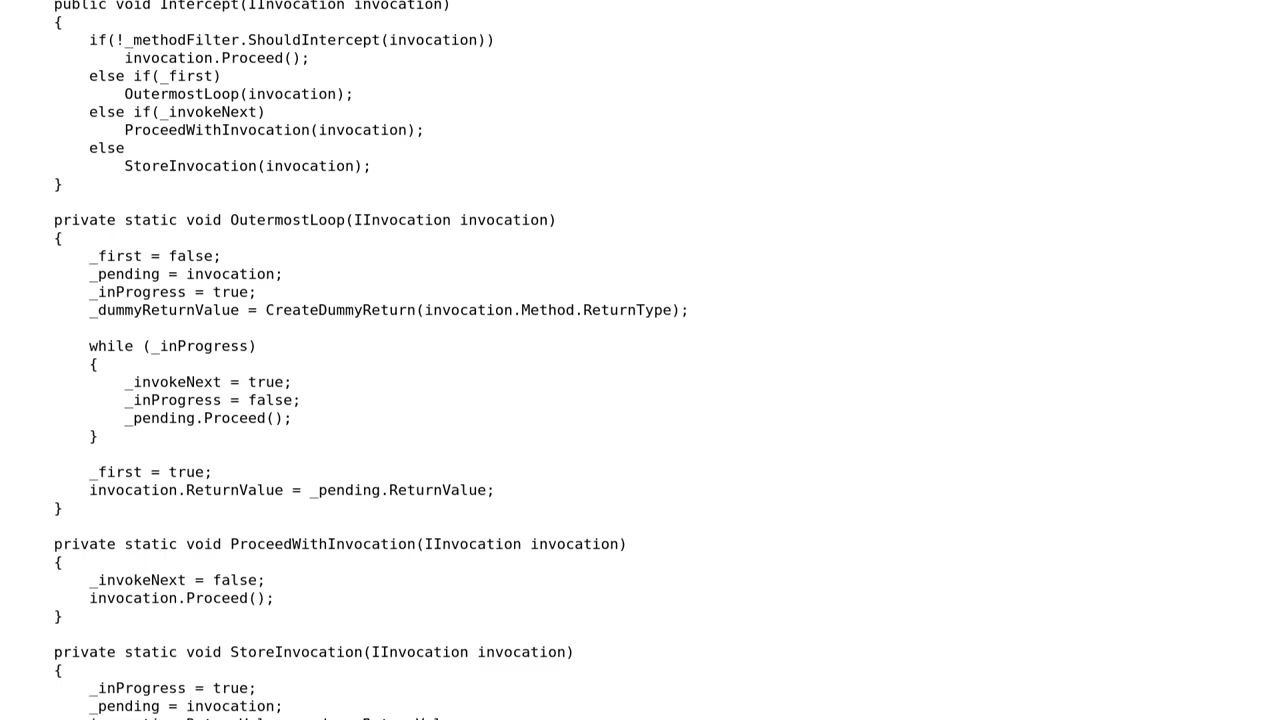 public void Intercept(IInvocation invocation)
{
    if(!_methodFilter.ShouldIntercept(invocation))
        invocation.Proceed();
    else if(_first)
        OutermostLoop(invocation);
    else if(_invokeNext)
        ProceedWithInvocation(invocation);
    else
        StoreInvocation(invocation);
}

private static void OutermostLoop(IInvocation invocation)
{
    _first = false;
    _pending = invocation;
    _inProgress = true;
    _dummyReturnValue = CreateDummyReturn(invocation.Method.ReturnType);

    while (_inProgress)
    {
        _invokeNext = true;
        _inProgress = false;
        _pending.Proceed();
    }

    _first = true;
    invocation.ReturnValue = _pending.ReturnValue;
}

private static void ProceedWithInvocation(IInvocation invocation)
{
    _invokeNext = false;
    invocation.Proceed();
}

private static void StoreInvocation(IInvocation invocation)
{
    _inProgress = true;
    _pending = invocation;